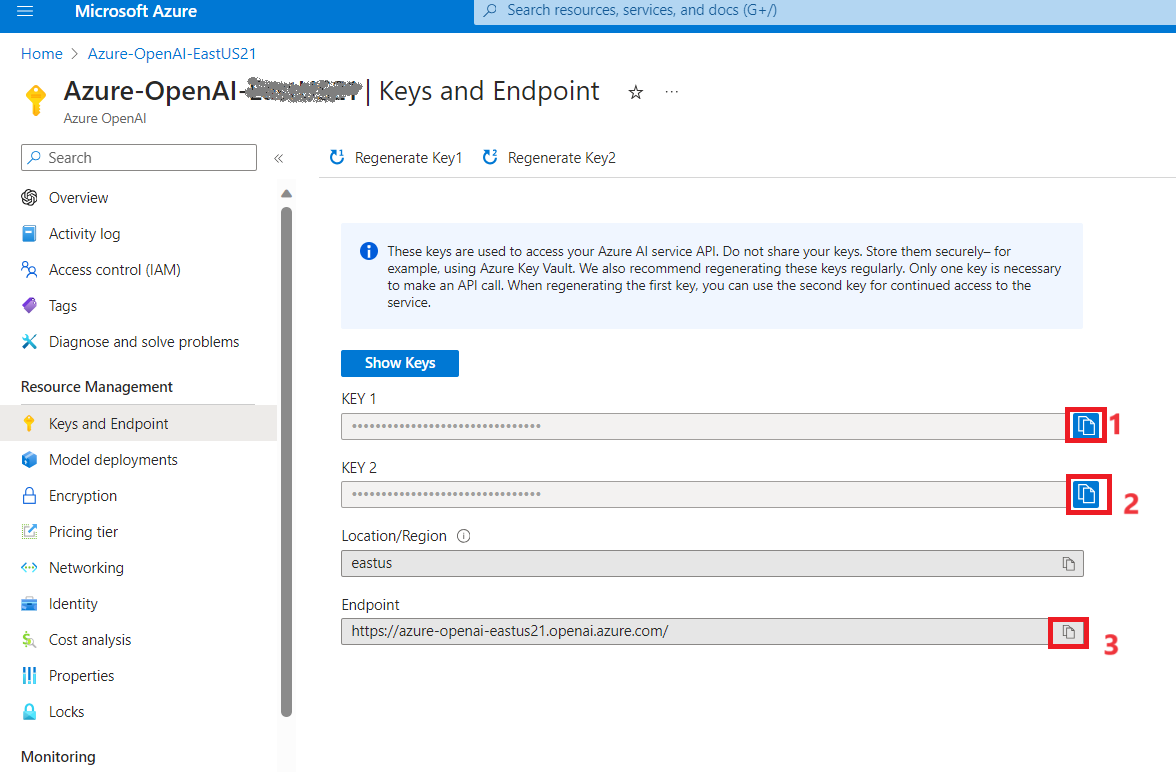 Microsoft Azure
Search resources, services, and docs (G+/)
Home > Azure-OpenAI-EastUS21
Azure-OpenAI- | Keys and Endpoint
Azure OpenAI
Search
Regenerate Key1
Regenerate Key2
Overview
Activity log
Access control (IAM)
Tags
Diagnose and solve problems
Resource Management
Keys and Endpoint
Model deployments
Encryption
Pricing tier
Networking
Identity
Cost analysis
Properties
Locks
Monitoring
These keys are used to access your Azure AI service API. Do not share your keys. Store them securely– for
example, using Azure Key Vault. We also recommend regenerating these keys regularly. Only one key is necessary
to make an API call. When regenerating the first key, you can use the second key for continued access to the
service.
Show Keys
KEY 1
1
KEY 2
2
Location/Region
eastus
Endpoint
https://azure-openai-eastus21.openai.azure.com/
3